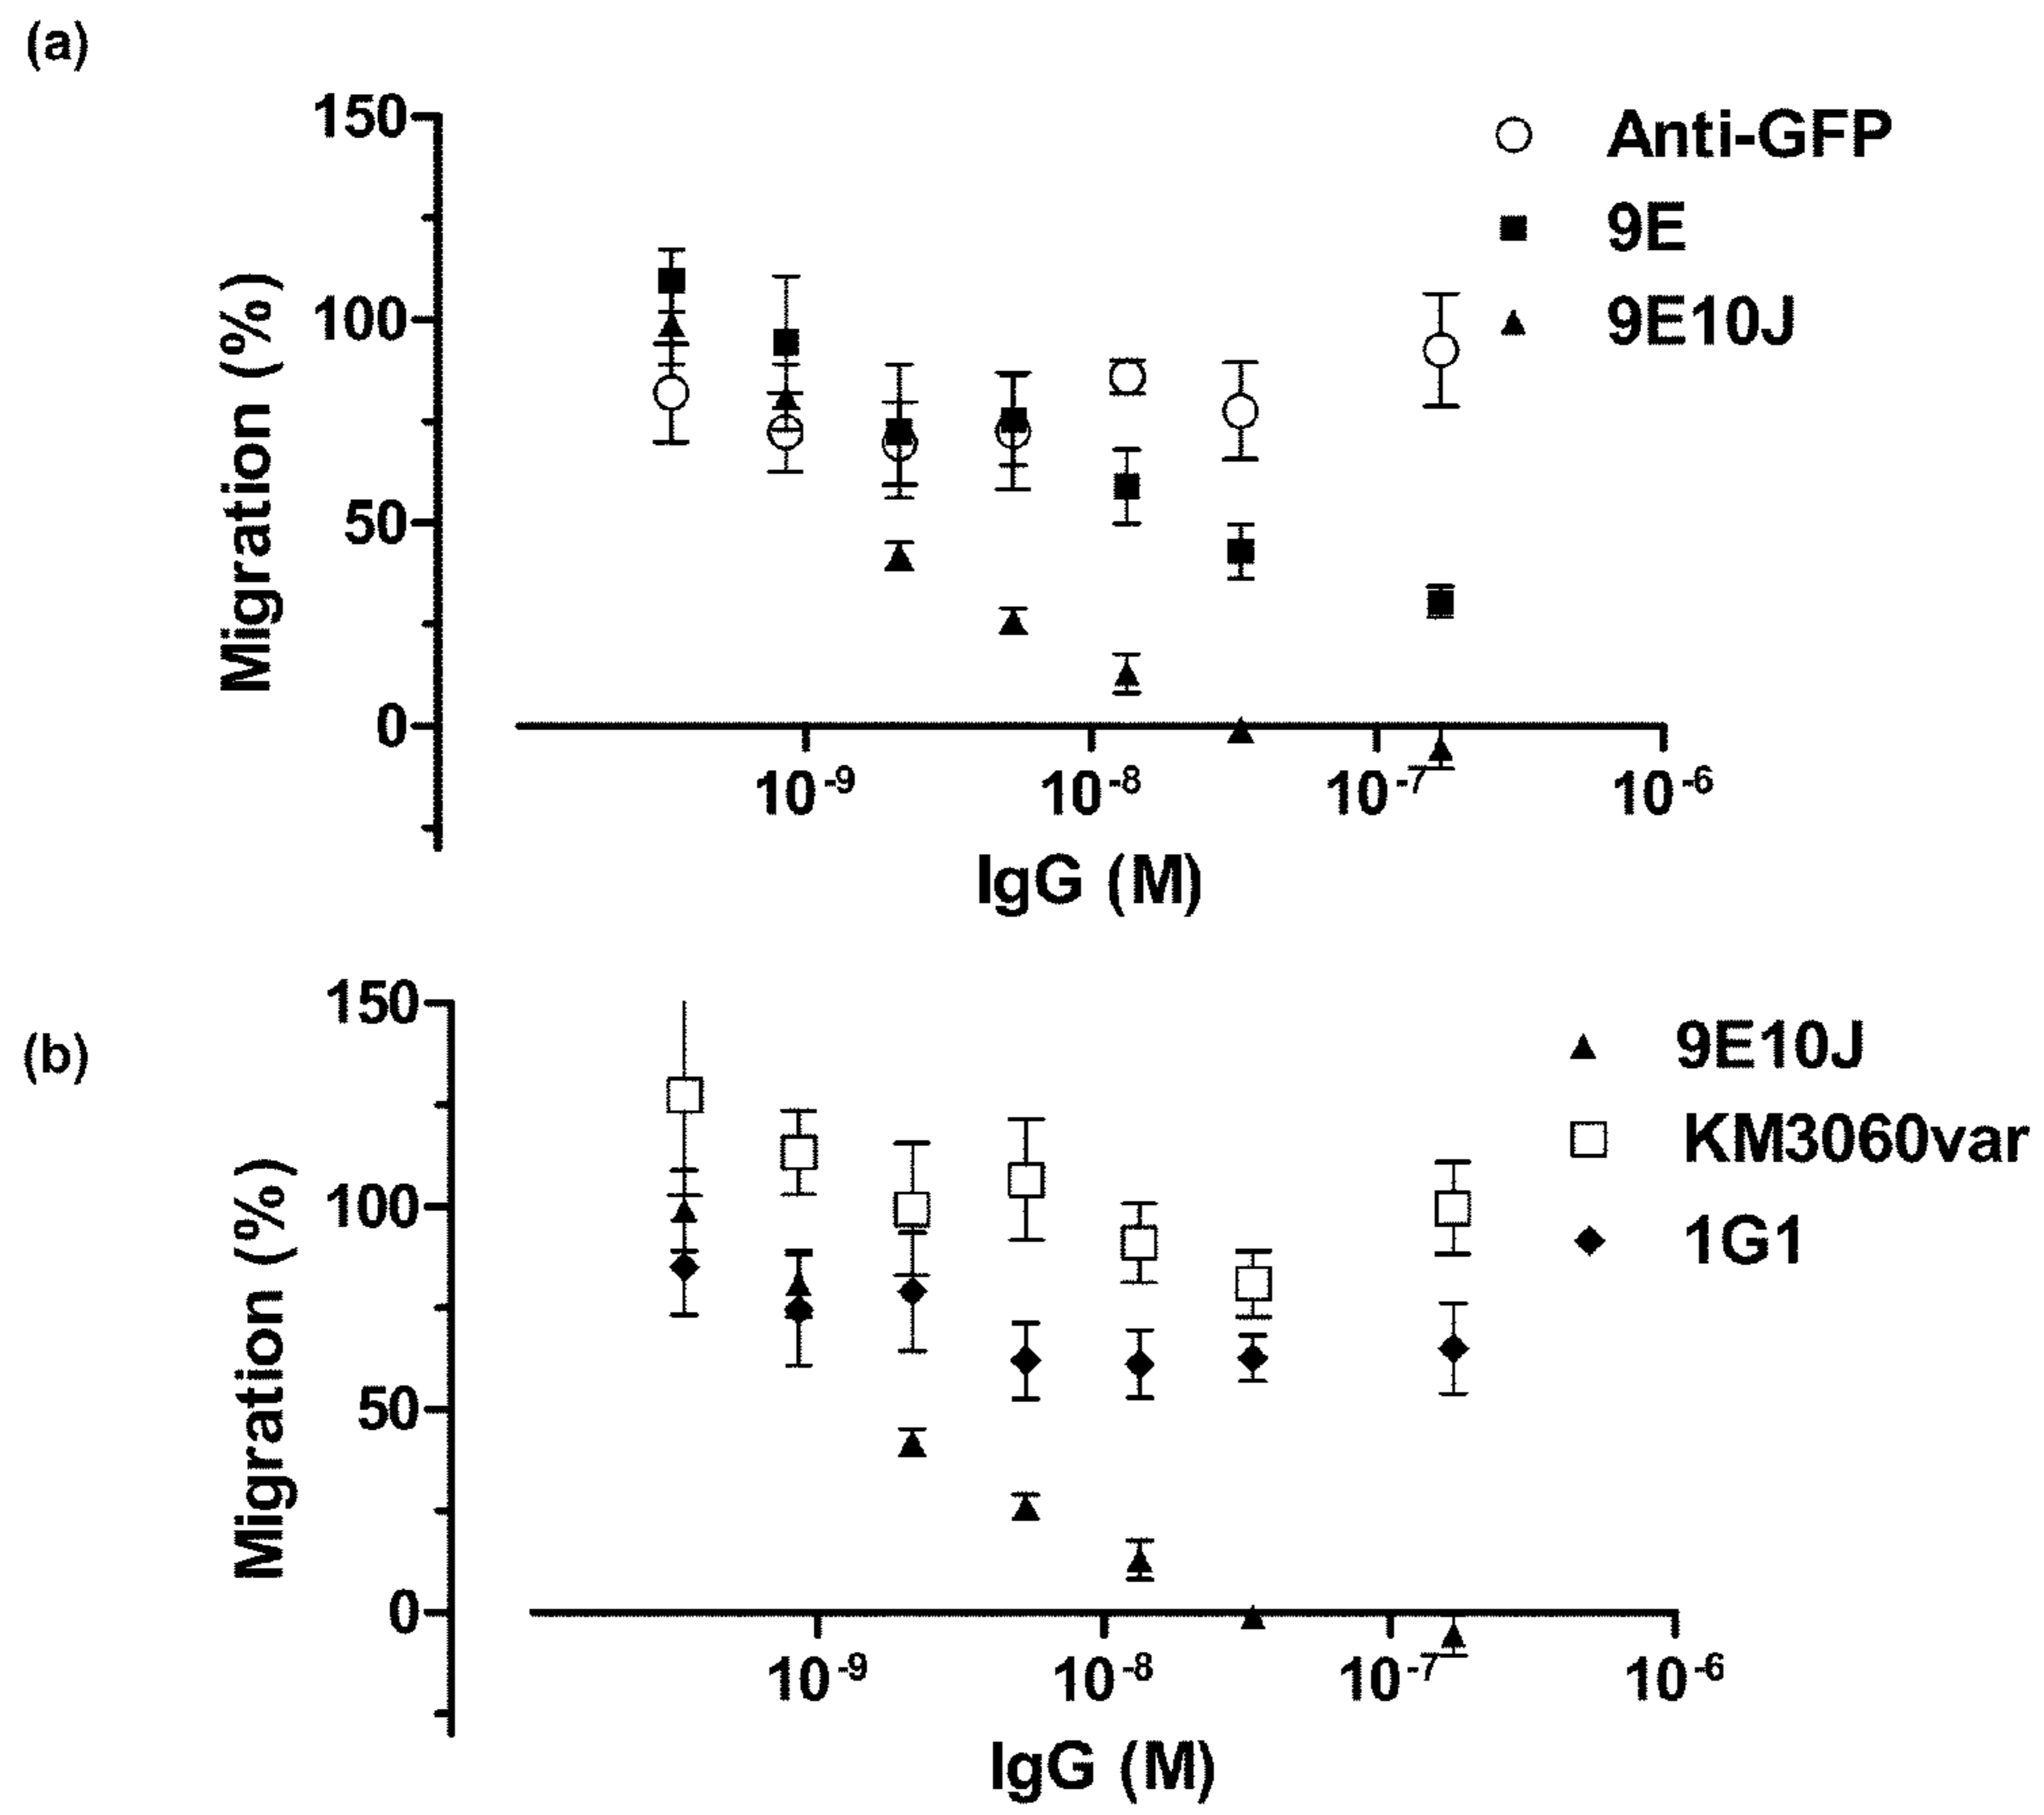 (a)
150
100
50
0
Migration (%)
Anti-GFP
9E
9E10J
10-9 10-8 10-7 10-6
IgG (M)
(b)
150
100
50
0
Migration (%)
9E10J
KM3060var
1G1
10-9 10-8 10-7 10-6
IgG (M)